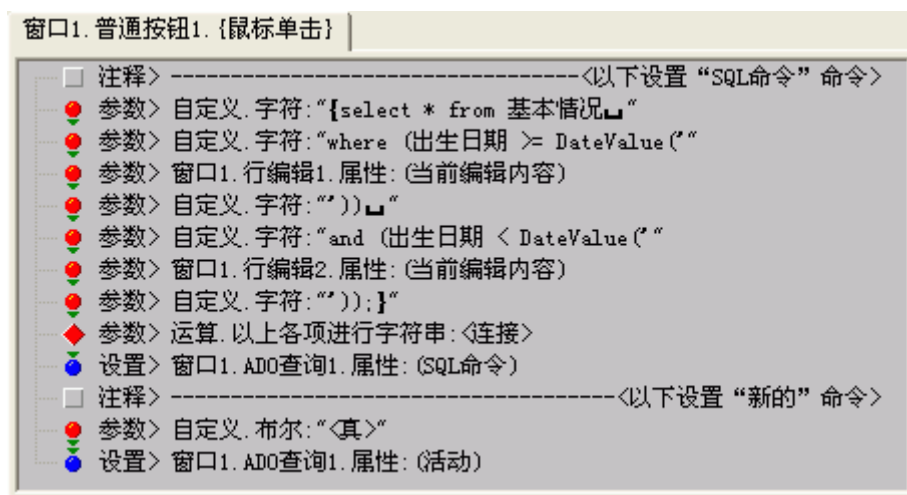 窗口1.普通按钮1.{鼠标单击}
注释> -----------------------------------<以下设置 “SQL命令” 命令>
参数> 自定义.字符:"{select * from 基本情况␣"
参数> 自定义.字符:"where (出生日期 >= DateValue('"
参数> 窗口1.行编辑1.属性:(当前编辑内容)
参数> 自定义.字符:"'))␣"
参数> 自定义.字符:"and (出生日期 < DateValue('"
参数> 窗口1.行编辑2.属性:(当前编辑内容)
参数> 自定义.字符:"'));}"
参数> 运算.以上各项进行字符串:<连接>
设置> 窗口1.ADO查询1.属性:(SQL命令)
注释> --------------------------------------<以下设置 “新的” 命令>
参数> 自定义.布尔:"<真>"
设置> 窗口1.ADO查询1.属性:(活动)